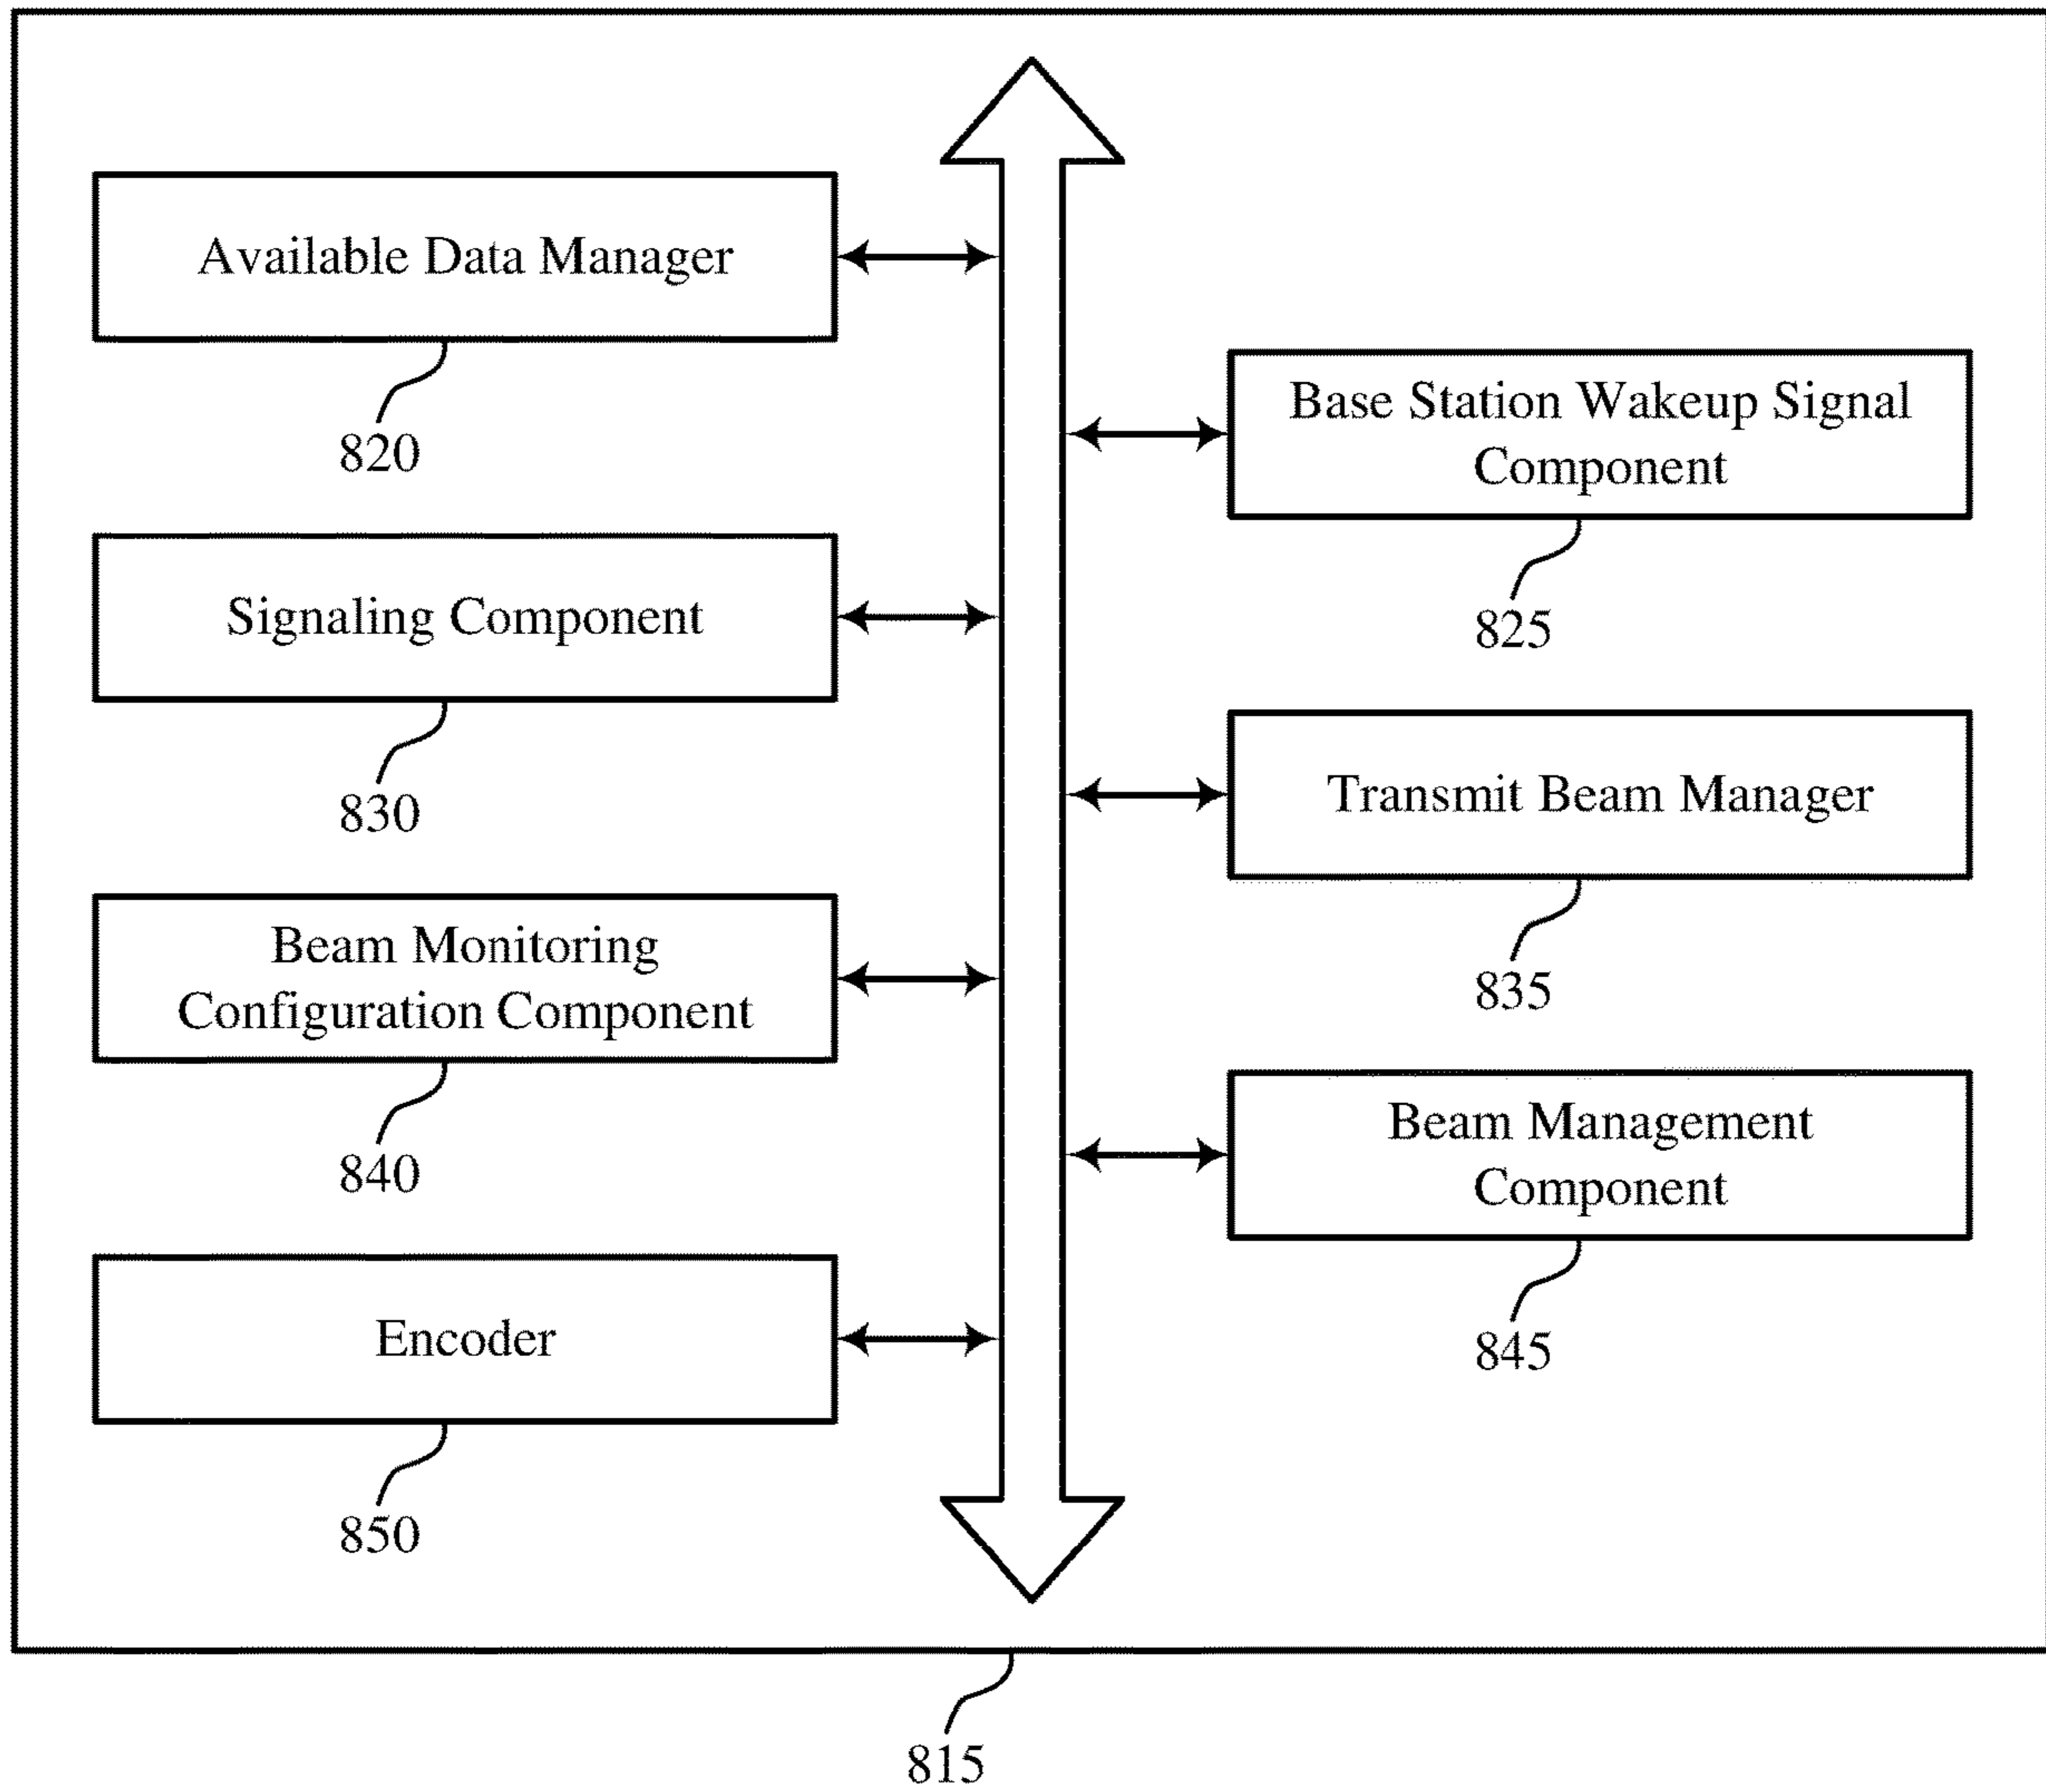 Available Data Manager
820
Base Station Wakeup Signal
Component
825
Signaling Component
830
Transmit Beam Manager
835
Beam Monitoring
Configuration Component
840
Beam Management
Component
845
Encoder
850
815